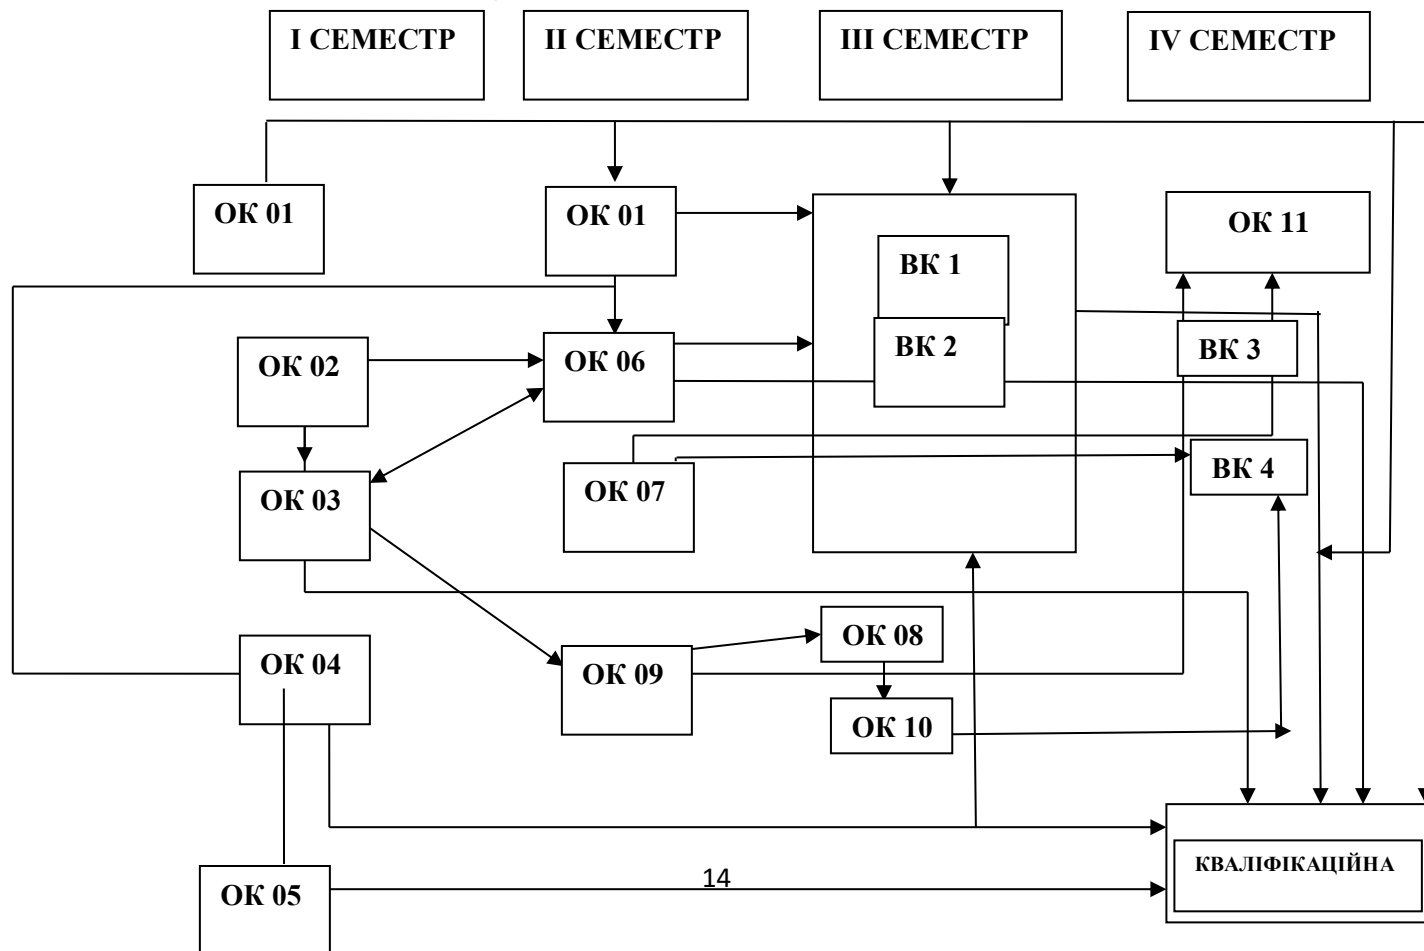 І СЕМЕСТР
ІІ СЕМЕСТР
ІІІ СЕМЕСТР
IV СЕМЕСТР
ОК 01
ОК 01
ОК 11
ВК 1
ОК 02
ОК 06
ВК 2
ВК 3
ОК 03
ОК 07
ВК 4
ОК 04
ОК 09
ОК 08
ОК 10
КВАЛІФІКАЦІЙНА
ОК 05
14